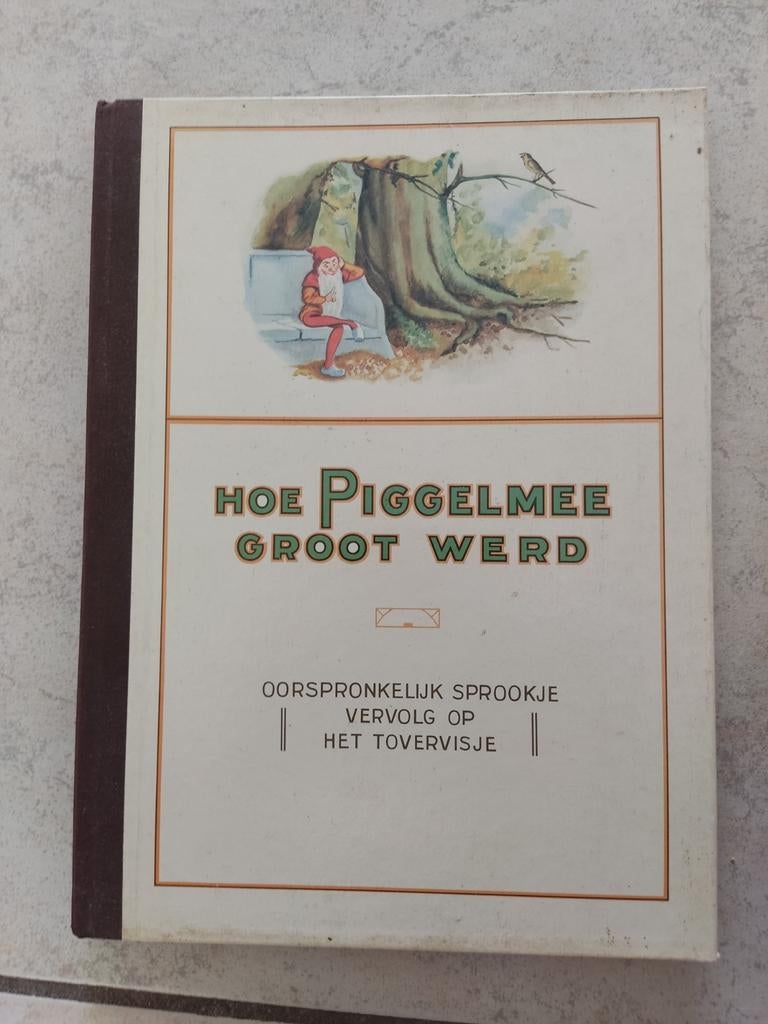 HOE PIGGELMEE
GROOT WERD
OORSPRONKELIJK SPROOKJE
VERVOLG OP
HET TOVERVISJE